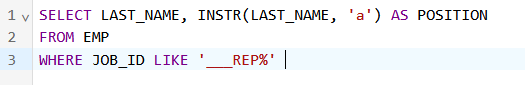 1 SELECT LAST_NAME, INSTR(LAST_NAME, 'a') AS POSITION
2 FROM EMP
3 WHERE JOB_ID LIKE '___REP%'